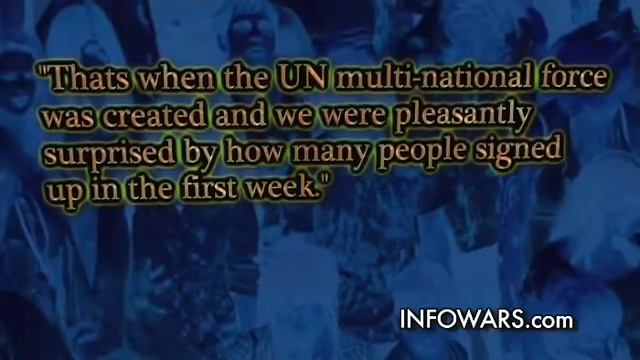 "Thats when the UN multi-national force
was created and we were pleasantly
surprised by how many people signed
up in the first week."
INFOWARS.com